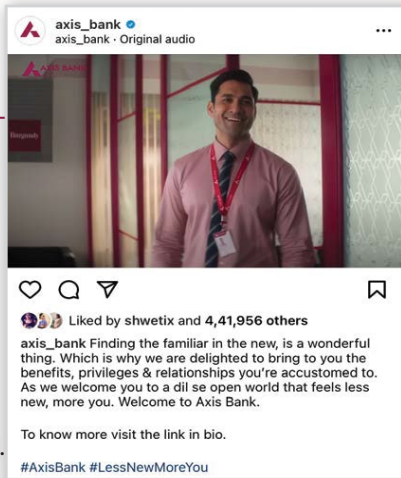 axis_bank
axis_bank · Original audio
AXIS BANK
Burgundy
Liked by shwetix and 4,41,956 others
axis_bank Finding the familiar in the new, is a wonderful
thing. Which is why we are delighted to bring to you the
benefits, privileges & relationships you're accustomed to.
As we welcome you to a dil se open world that feels less
new, more you. Welcome to Axis Bank.
To know more visit the link in bio.
#AxisBank #LessNewMoreYou